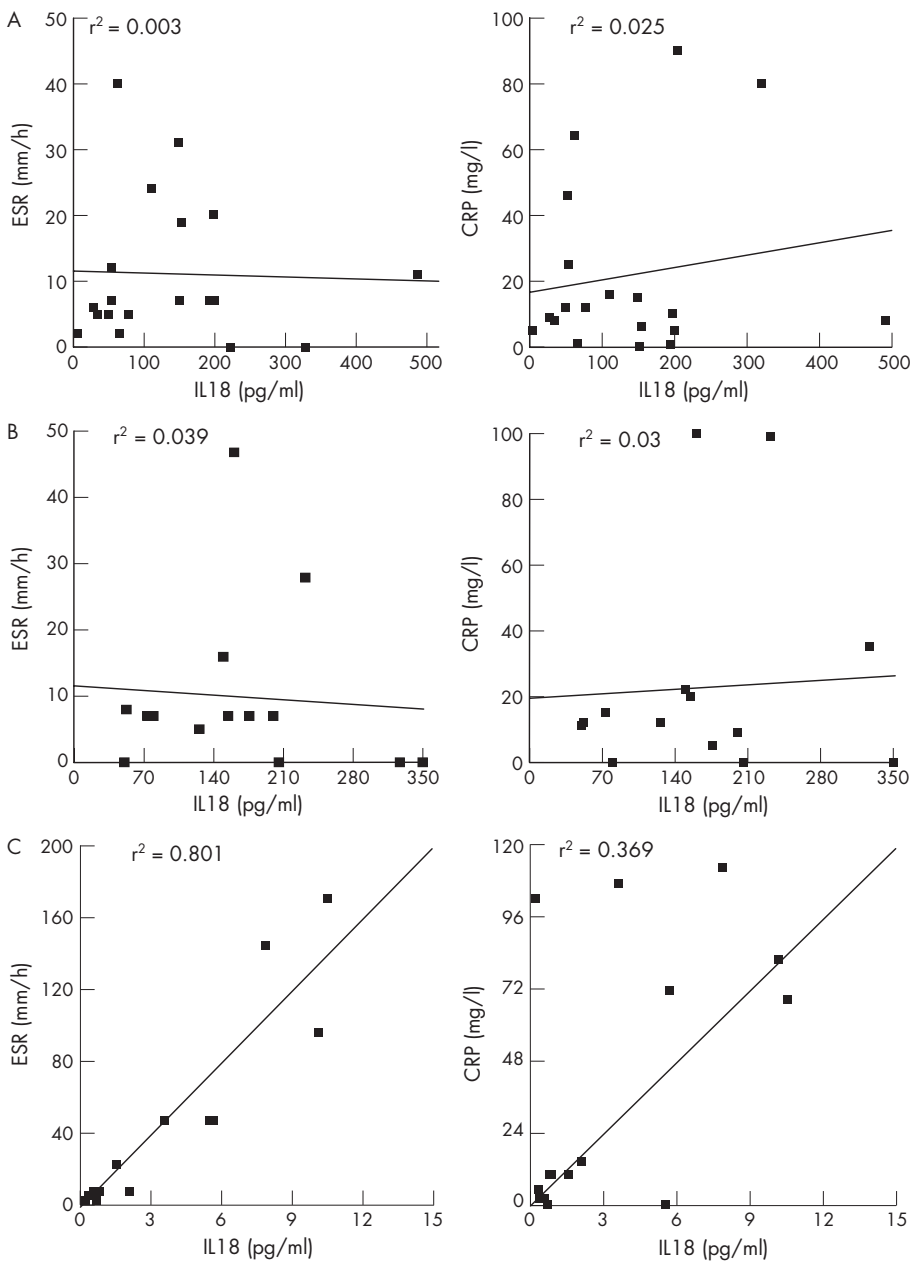 A
r² = 0.003
ESR (mm/h)
50
40
30
20
10
0
0 100 200 300 400 500
IL18 (pg/ml)
r² = 0.025
CRP (mg/l)
100
80
60
40
20
0
0 100 200 300 400 500
IL18 (pg/ml)
B
r² = 0.039
ESR (mm/h)
50
40
30
20
10
0
0 70 140 210 280 350
IL18 (pg/ml)
r² = 0.03
CRP (mg/l)
100
80
60
40
20
0
0 70 140 210 280 350
IL18 (pg/ml)
C
r² = 0.801
ESR (mm/h)
200
160
120
80
40
0
0 3 6 9 12 15
IL18 (pg/ml)
r² = 0.369
CRP (mg/l)
120
96
72
48
24
0
0 3 6 9 12 15
IL18 (pg/ml)